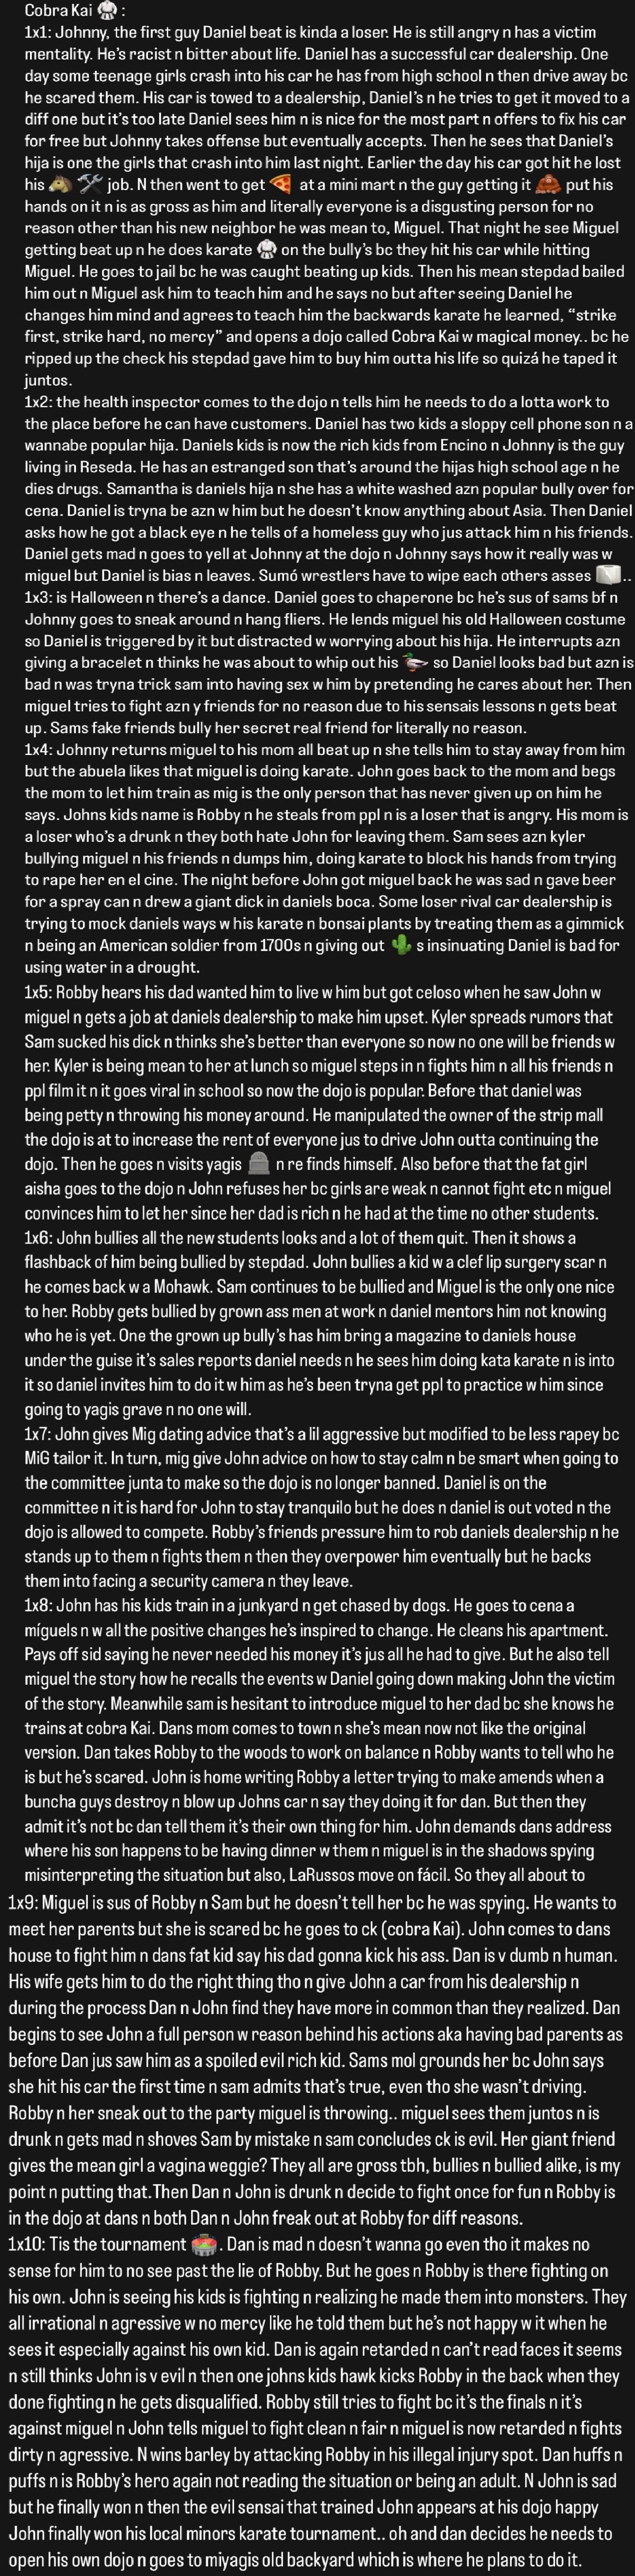 Cobra Kai 🥋 :
1x1: Johnny, the first guy Daniel beat is kinda a loser. He is still angry n has a victim
mentality. He's racist n bitter about life. Daniel has a successful car dealership. One
day some teenage girls crash into his car he has from high school n then drive away bc
he scared them. His car is towed to a dealership, Daniel's n he tries to get it moved to a
diff one but it's too late Daniel sees him n is nice for the most part n offers to fix his car
for free but Johnny takes offense but eventually accepts. Then he sees that Daniel's
hija is one the girls that crash into him last night. Earlier the day his car got hit he lost
his 🛠 job. N then went to get 🍕 at a mini mart n the guy getting it 💩 put his
hands on it n is as gross as him and literally everyone is a disgusting person for no
reason other than his new neighbor he was mean to, Miguel. That night he see Miguel
getting beat up n he does karate 🥋 on the bully's bc they hit his car while hitting
Miguel. He goes to jail bc he was caught beating up kids. Then his mean stepdad bailed
him out n Miguel ask him to teach him and he says no but after seeing Daniel he
changes him mind and agrees to teach him the backwards karate he learned, "strike
first, strike hard, no mercy" and opens a dojo called Cobra Kai w magical money.. bc he
ripped up the check his stepdad gave him to buy him outta his life so quizá he taped it
juntos.
1x2: the health inspector comes to the dojo n tells him he needs to do a lotta work to
the place before he can have customers. Daniel has two kids a sloppy cell phone son n a
wannabe popular hija. Daniels kids is now the rich kids from Encino n Johnny is the guy
living in Reseda. He has an estranged son that's around the hijas high school age n he
dies drugs. Samantha is daniels hija n she has a white washed azn popular bully over for
cena. Daniel is tryna be azn w him but he doesn't know anything about Asia. Then Daniel
asks how he got a black eye n he tells of a homeless guy who jus attack him n his friends.
Daniel gets mad n goes to yell at Johnny at the dojo n Johnny says how it really was w
miguel but Daniel is bias n leaves. Sumó wresters have to wipe each others asses ..
1x3: is Halloween n there's a dance. Daniel goes to chaperone bc he's sus of sams bf n
Johnny goes to sneak around n hang fliers. He lends miguel his old Halloween costume
so Daniel is triggered by it but distracted w worrying about his hija. He interrupts azn
giving a bracelet n thinks he was about to whip out his 🦆 so Daniel looks bad but azn is
bad n was tryna trick sam into having sex w him by pretending he cares about her. Then
miguel tries to fight azn y friends for no reason due to his sensais lessons n gets beat
up. Sams fake friends bully her secret real friend for literally no reason.
1x4: Johnny returns miguel to his mom all beat up n she tells him to stay away from him
but the abuela likes that miguel is doing karate. John goes back to the mom and begs
the mom to let him train as mig is the only person that has never given up on him he
says. Johns kids name is Robby n he steals from ppl n is a loser that is angry. His mom is
a loser who's a drunk n they both hate John for leaving them. Sam sees azn kyler
bullying miguel n his friends n dumps him, doing karate to block his hands from trying
to rape her en el cine. The night before John got miguel back he was sad n gave beer
for a spray can n drew a giant dick in daniels boca. Some loser rival car dealership is
trying to mock daniels ways w his karate n bonsai plants by treating them as a gimmick
n being an American soldier from 1700s n giving out 🌵 s insinuating Daniel is bad for
using water in a drought.
1x5: Robby hears his dad wanted him to live w him but got celoso when he saw John w
miguel n gets a job at daniels dealership to make him upset. Kyler spreads rumors that
Sam sucked his dick n thinks she's better than everyone so now no one will be friends w
her. Kyler is being mean to her at lunch so miguel steps in n fights him n all his friends n
ppl film it n it goes viral in school so now the dojo is popular. Before that daniel was
being petty n throwing his money around. He manipulated the owner of the strip mall
the dojo is at to increase the rent of everyone jus to drive John outta continuing the
dojo. Then he goes n visits yagis 🪦 n re finds himself. Also before that the fat girl
aisha goes to the dojo n John refuses her bc girls are weak n cannot fight etc n miguel
convinces him to let her since her dad is rich n he had at the time no other students.
1x6: John bullies all the new students looks and a lot of them quit. Then it shows a
flashback of him being bullied by stepdad. John bullies a kid w a clef lip surgery scar n
he comes back w a Mohawk. Sam continues to be bullied and Miguel is the only one nice
to her. Robby gets bullied by grown ass men at work n daniel mentors him not knowing
who he is yet. One the grown up bully's has him bring a magazine to daniels house
under the guise it's sales reports daniel needs n he sees him doing kata karate n is into
it so daniel invites him to do it w him as he's been tryna get ppl to practice w him since
going to yagis grave n no one will.
1x7: John gives Mig dating advice that's a lil aggressive but modified to be less rapey bc
MiG tailor it. In turn, mig give John advice on how to stay calm n be smart when going to
the committee junta to make so the dojo is no longer banned. Daniel is on the
committee n it is hard for John to stay tranquilo but he does n daniel is out voted n the
dojo is allowed to compete. Robby's friends pressure him to rob daniels dealership n he
stands up to them n fights them n then they overpower him eventually but he backs
them into facing a security camera n they leave.
1x8: John has his kids train in a junkyard n get chased by dogs. He goes to cena a
míguels n w all the positive changes he's inspired to change. He cleans his apartment.
Pays off sid saying he never needed his money it's jus all he had to give. But he also tell
miguel the story how he recalls the events w Daniel going down making John the victim
of the story. Meanwhile sam is hesitant to introduce miguel to her dad bc she knows he
trains at cobra Kai. Dans mom comes to town n she's mean now not like the original
version. Dan takes Robby to the woods to work on balance n Robby wants to tell who he
is but he's scared. John is home writing Robby a letter trying to make amends when a
buncha guys destroy n blow up Johns car n say they doing it for dan. But then they
admit it's not bc dan tell them it's their own thing for him. John demands dans address
where his son happens to be having dinner w them n miguel is in the shadows spying
misinterpreting the situation but also, LaRussos move on fácil. So they all about to
1x9: Miguel is sus of Robby n Sam but he doesn't tell her bc he was spying. He wants to
meet her parents but she is scared bc he goes to ck (cobra Kai). John comes to dans
house to fight him n dans fat kid say his dad gonna kick his ass. Dan is v dumb n human.
His wife gets him to do the right thing tho n give John a car from his dealership n
during the process Dan n John find they have more in common than they realized. Dan
begins to see John a full person w reason behind his actions aka having bad parents as
before Dan jus saw him as a spoiled evil rich kid. Sams mol grounds her bc John says
she hit his car the first time n sam admits that's true, even tho she wasn't driving.
Robby n her sneak out to the party miguel is throwing.. miguel sees them juntos n is
drunk n gets mad n shoves Sam by mistake n sam concludes ck is evil. Her giant friend
gives the mean girl a vagina weggie? They all are gross tbh, bullies n bullied alike, is my
point n putting that.Then Dan n John is drunk n decide to fight once for fun n Robby is
in the dojo at dans n both Dan n John freak out at Robby for diff reasons.
1x10: Tis the tournament 🏟. Dan is mad n doesn't wanna go even tho it makes no
sense for him to no see past the lie of Robby. But he goes n Robby is there fighting on
his own. John is seeing his kids is fighting n realizing he made them into monsters. They
all irrational n agressive w no mercy like he told them but he's not happy w it when he
sees it especially against his own kid. Dan is again retarded n can't read faces it seems
n still thinks John is v evil n then one johns kids hawk kicks Robby in the back when they
done fighting n he gets disqualified. Robby still tries to fight bc it's the finals n it's
against miguel n John tells miguel to fight clean n fair n miguel is now retarded n fights
dirty n agressive. N wins barley by attacking Robby in his illegal injury spot. Dan huffs n
puffs n is Robby's hero again not reading the situation or being an adult. N John is sad
but he finally won n then the evil sensai that trained John appears at his dojo happy
John finally won his local minors karate tournament.. oh and dan decides he needs to
open his own dojo n goes to miyagis old backyard which is where he plans to do it.